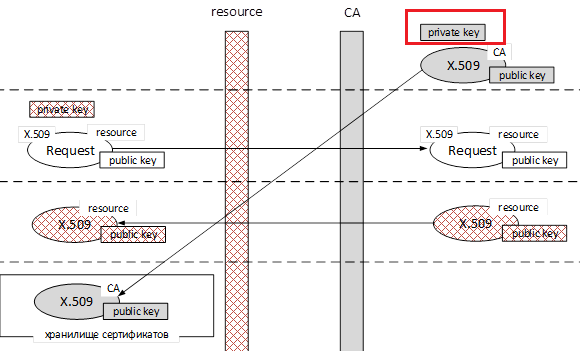 resource
CA
private key
X.509
CA
public key
private key
X.509
resource
Request
public key
X.509
resource
Request
public key
resource
X.509
public key
resource
X.509
public key
CA
X.509
public key
хранилище сертификатов